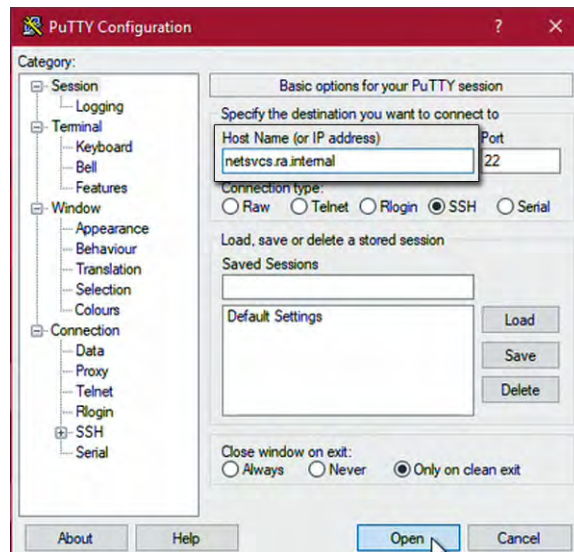 PuTTY Configuration
?
Category:
Session
Logging
Terminal
Keyboard
Bell
Features
Window
Appearance
Behaviour
Translation
Selection
Colours
Connection
Data
Proxy
Telnet
Rlogin
SSH
Serial
Basic options for your PuTTY session
Specify the destination you want to connect to
Host Name (or IP address) Port
netsvcs.ra.internal 22
Connection type:
Raw Telnet Rlogin SSH Serial
Load, save or delete a stored session
Saved Sessions
Default Settings
Load
Save
Delete
Close window on exit:
Always Never Only on clean exit
About Help Open Cancel